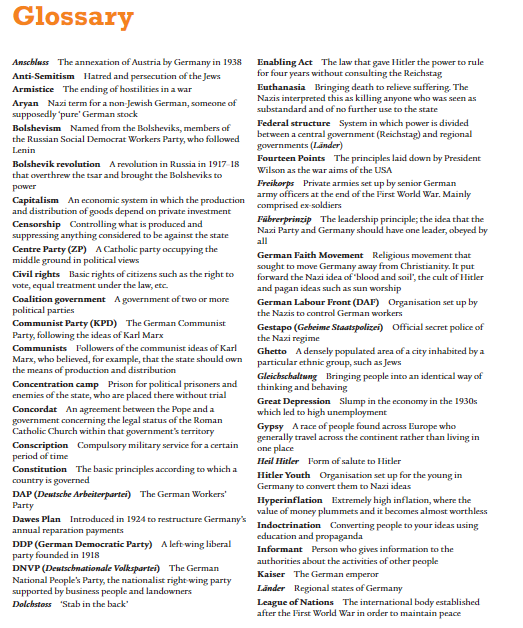 Glossary
Anschluss The annexation of Austria by Germany in 1938
Anti-Semitism Hatred and persecution of the Jews
Armistice The ending of hostilities in a war
Aryan Nazi term for a non-Jewish German, someone of
supposedly 'pure' German stock
Bolshevism Named from the Bolsheviks, members of
the Russian Social Democrat Workers Party, who followed
Lenin
Bolshevik revolution A revolution in Russia in 1917–18
that overthrew the tsar and brought the Bolsheviks to
power
Capitalism An economic system in which the production
and distribution of goods depend on private investment
Censorship Controlling what is produced and
suppressing anything considered to be against the state
Centre Party (ZP) A Catholic party occupying the
middle ground in political views
Civil rights Basic rights of citizens such as the right to
vote, equal treatment under the law, etc.
Coalition government A government of two or more
political parties
Communist Party (KPD) The German Communist
Party, following the ideas of Karl Marx
Communists Followers of the communist ideas of Karl
Marx, who believed, for example, that the state should own
the means of production and distribution
Concentration camp Prison for political prisoners and
enemies of the state, who are placed there without trial
Concordat An agreement between the Pope and a
government concerning the legal status of the Roman
Catholic Church within that government's territory
Conscription Compulsory military service for a certain
period of time
Constitution The basic principles according to which a
country is governed
DAP (Deutsche Arbeiterpartei) The German Workers'
Party
Dawes Plan Introduced in 1924 to restructure Germany's
annual reparation payments
DDP (German Democratic Party) A left-wing liberal
party founded in 1918
DNVP (Deutschnationale Volkspartei) The German
National People's Party, the nationalist right-wing party
supported by business people and landowners
Dolchstoss 'Stab in the back'
Enabling Act The law that gave Hitler the power to rule
for four years without consulting the Reichstag
Euthanasia Bringing death to relieve suffering. The
Nazis interpreted this as killing anyone who was seen as
substandard and of no further use to the state
Federal structure System in which power is divided
between a central government (Reichstag) and regional
governments (Länder)
Fourteen Points The principles laid down by President
Wilson as the war aims of the USA
Freikorps Private armies set up by senior German
army officers at the end of the First World War. Mainly
comprised ex-soldiers
Führerprinzip The leadership principle; the idea that the
Nazi Party and Germany should have one leader, obeyed by
all
German Faith Movement Religious movement that
sought to move Germany away from Christianity. It put
forward the Nazi idea of 'blood and soil', the cult of Hitler
and pagan ideas such as sun worship
German Labour Front (DAF) Organisation set up by
the Nazis to control German workers
Gestapo (Geheime Staatspolizei) Official secret police of
the Nazi regime
Ghetto A densely populated area of a city inhabited by a
particular ethnic group, such as Jews
Gleichschaltung Bringing people into an identical way of
thinking and behaving
Great Depression Slump in the economy in the 1930s
which led to high unemployment
Gypsy A race of people found across Europe who
generally travel across the continent rather than living in
one place
Heil Hitler Form of salute to Hitler
Hitler Youth Organisation set up for the young in
Germany to convert them to Nazi ideas
Hyperinflation Extremely high inflation, where the
value of money plummets and it becomes almost worthless
Indoctrination Converting people to your ideas using
education and propaganda
Informant Person who gives information to the
authorities about the activities of other people
Kaiser The German emperor
Länder Regional states of Germany
League of Nations The international body established
after the First World War in order to maintain peace